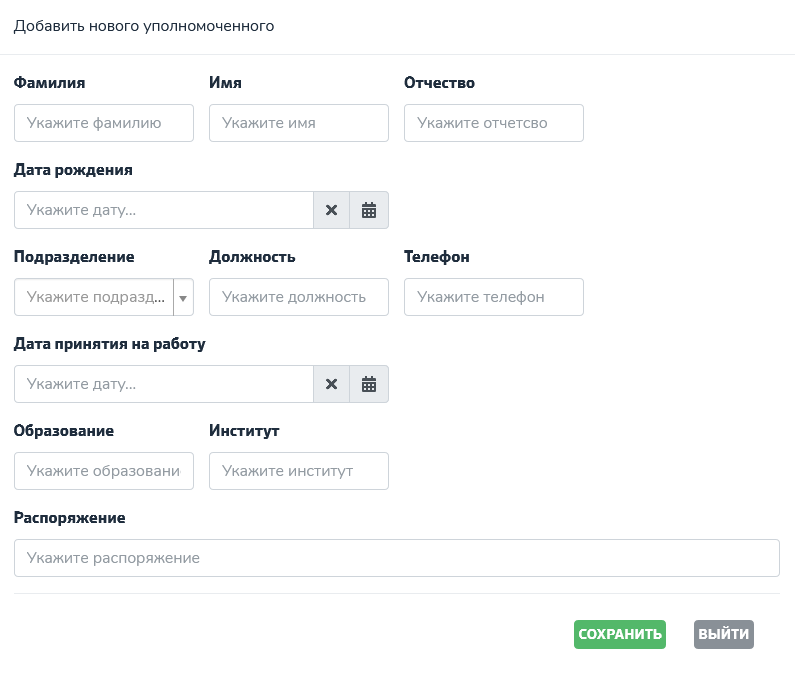 Добавить нового уполномоченного
Фамилия Имя Отчество
Укажите фамилию Укажите имя Укажите отчетсво
Дата рождения
Укажите дату...
Подразделение Должность Телефон
Укажите подразд... Укажите должность Укажите телефон
Дата принятия на работу
Укажите дату...
Образование Институт
Укажите образовани Укажите институт
Распоряжение
Укажите распоряжение
СОХРАНИТЬ ВЫЙТИ